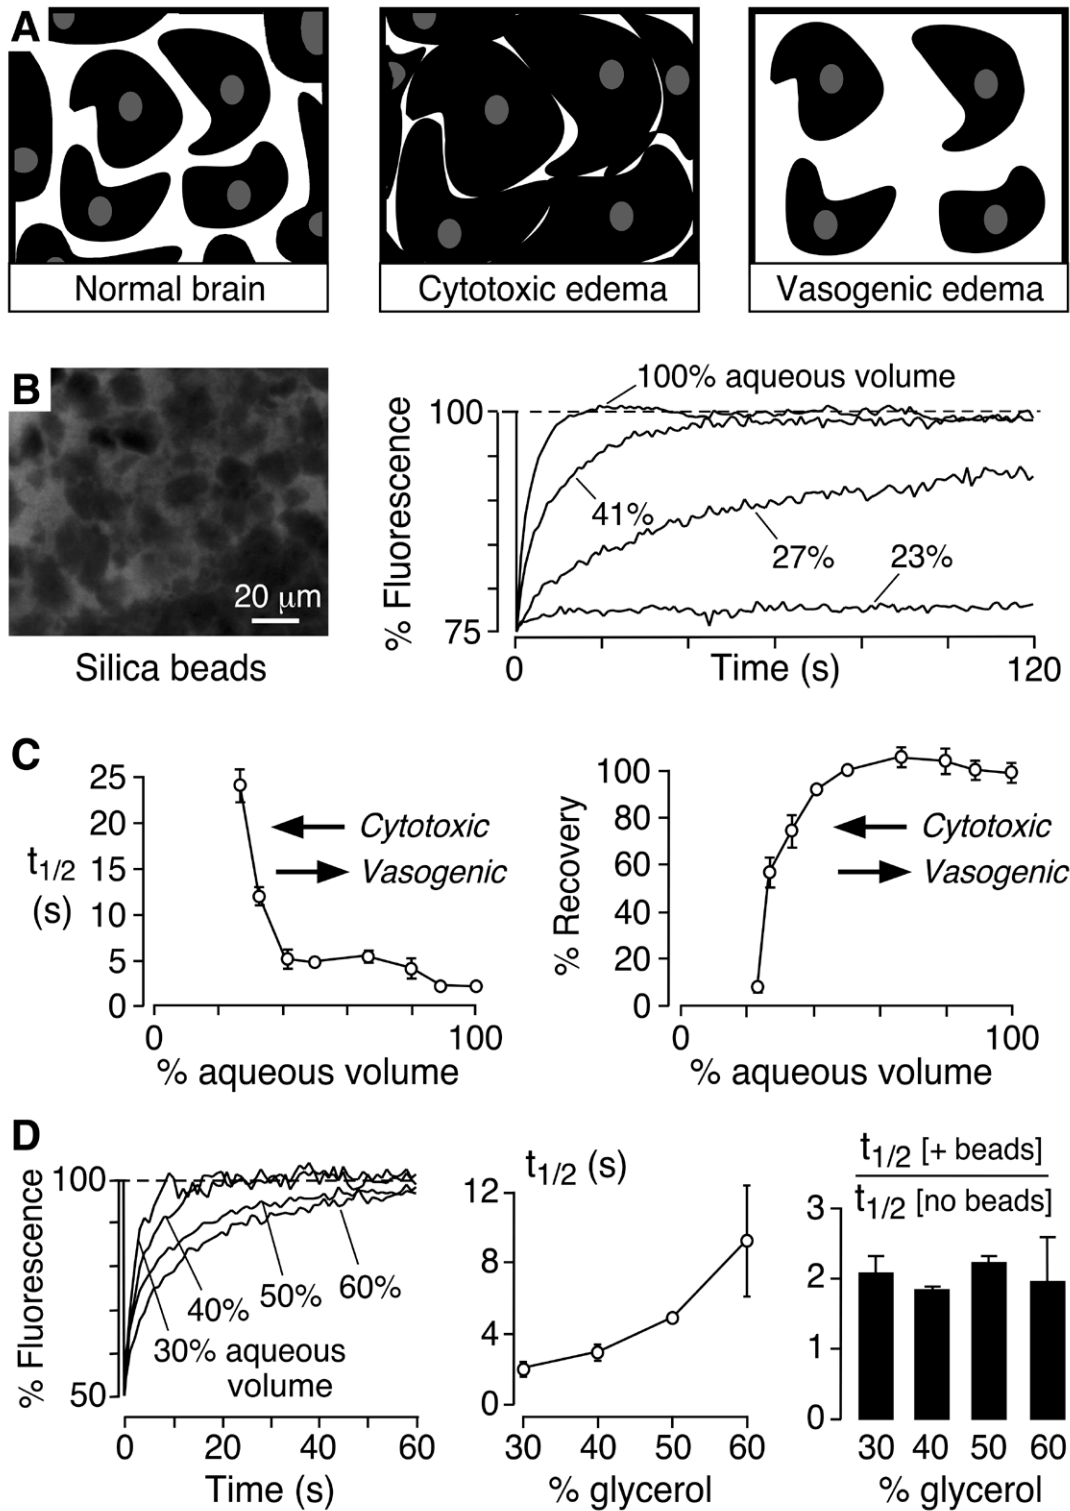 A
Normal brain
Cytotoxic edema
Vasogenic edema
B
20 μm
Silica beads
% Fluorescence
100
75
100% aqueous volume
41%
27%
23%
0
Time (s)
120
C
t1/2
(s)
25
20
15
10
5
0
Cytotoxic
Vasogenic
0
100
% aqueous volume
% Recovery
100
80
60
40
20
0
Cytotoxic
Vasogenic
0
100
% aqueous volume
D
% Fluorescence
100
50
40%
50%
60%
30% aqueous
volume
0
20
40
60
Time (s)
t1/2 (s)
12
8
4
0
30
40
50
60
% glycerol
t1/2 [+ beads]
t1/2 [no beads]
3
2
1
0
30
40
50
60
% glycerol